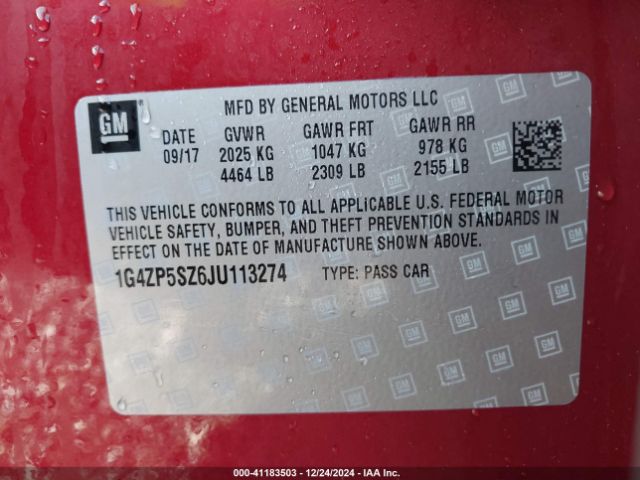 GM
MFD BY GENERAL MOTORS LLC
DATE GVWR GAWR FRT GAWR RR
09/17 2025 KG 1047 KG 978 KG
4464 LB 2309 LB 2155 LB
THIS VEHICLE CONFORMS TO ALL APPLICABLE U.S. FEDERAL MOTOR
VEHICLE SAFETY, BUMPER, AND THEFT PREVENTION STANDARDS IN
EFFECT ON THE DATE OF MANUFACTURE SHOWN ABOVE.
1G4ZP5SZ6JU113274 TYPE: PASS CAR
000-41183503 - 12/24/2024 - IAA Inc.